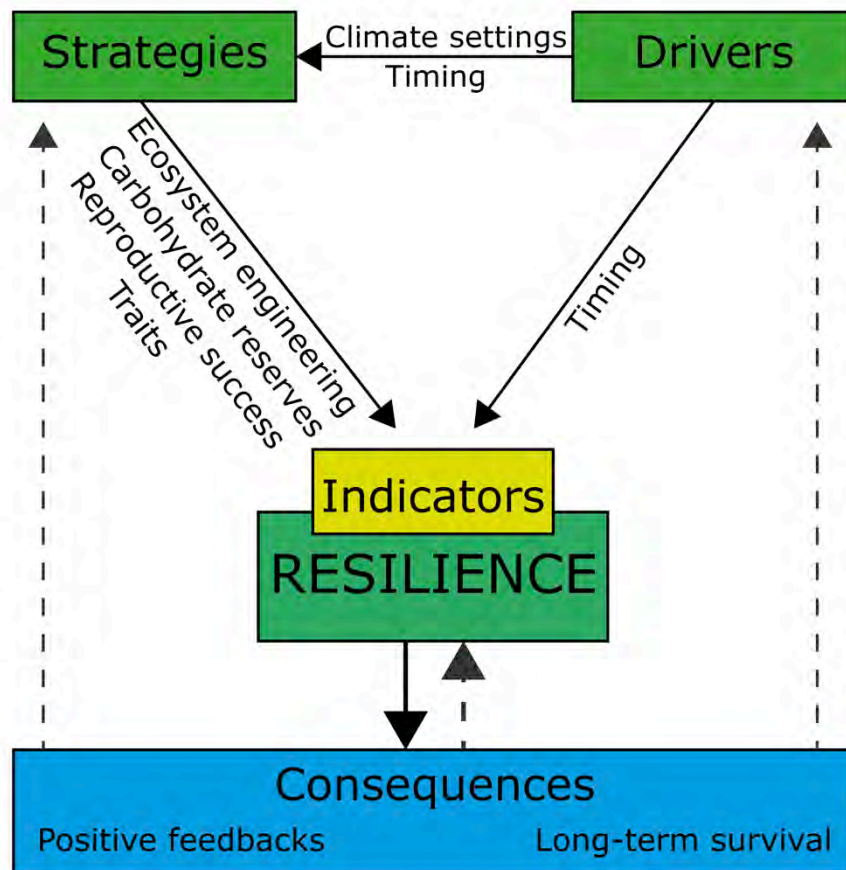 Strategies
Climate settings
Timing
Drivers
Ecosystem engineering
Carbohydrate reserves
Reproductive success
Traits
Timing
Indicators
RESILIENCE
Consequences
Positive feedbacks
Long-term survival